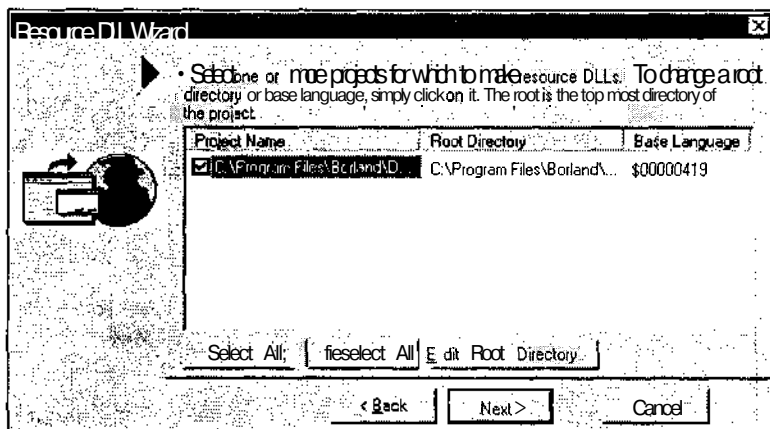 Resource DLL Wizard
• Select one or more projects for which to make resource DLLs. To change a root
directory or base language, simply click on it. The root is the top most directory of
the project.
Project Name Root Directory Base Language
C:\Program Files\Borland\D... C:\Program Files\Borland\... $00000419
Select All; fieselect All Edit Root Directory
< Back Next > Cancel